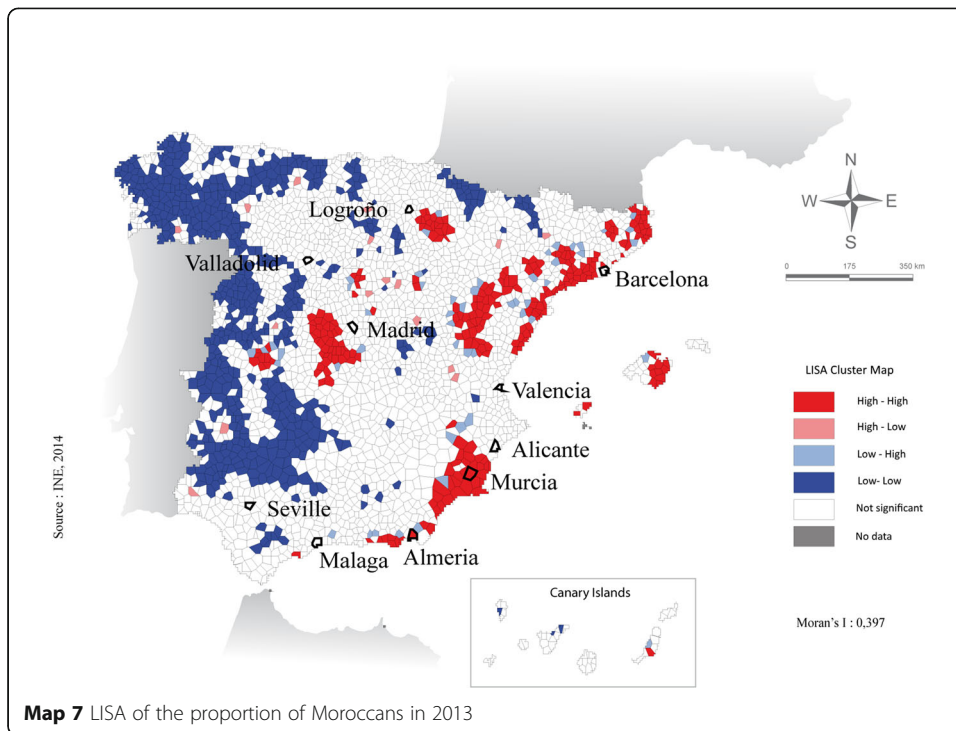 N
W E
S
0 175 350 km
Logroño
Valladolid
Barcelona
Madrid
Valencia
Alicante
Murcia
Seville
Malaga
Almeria
LISA Cluster Map
High - High
High - Low
Low - High
Low- Low
Not significant
No data
Source : INE, 2014
Canary Islands
Moran's I : 0,397
Map 7 LISA of the proportion of Moroccans in 2013